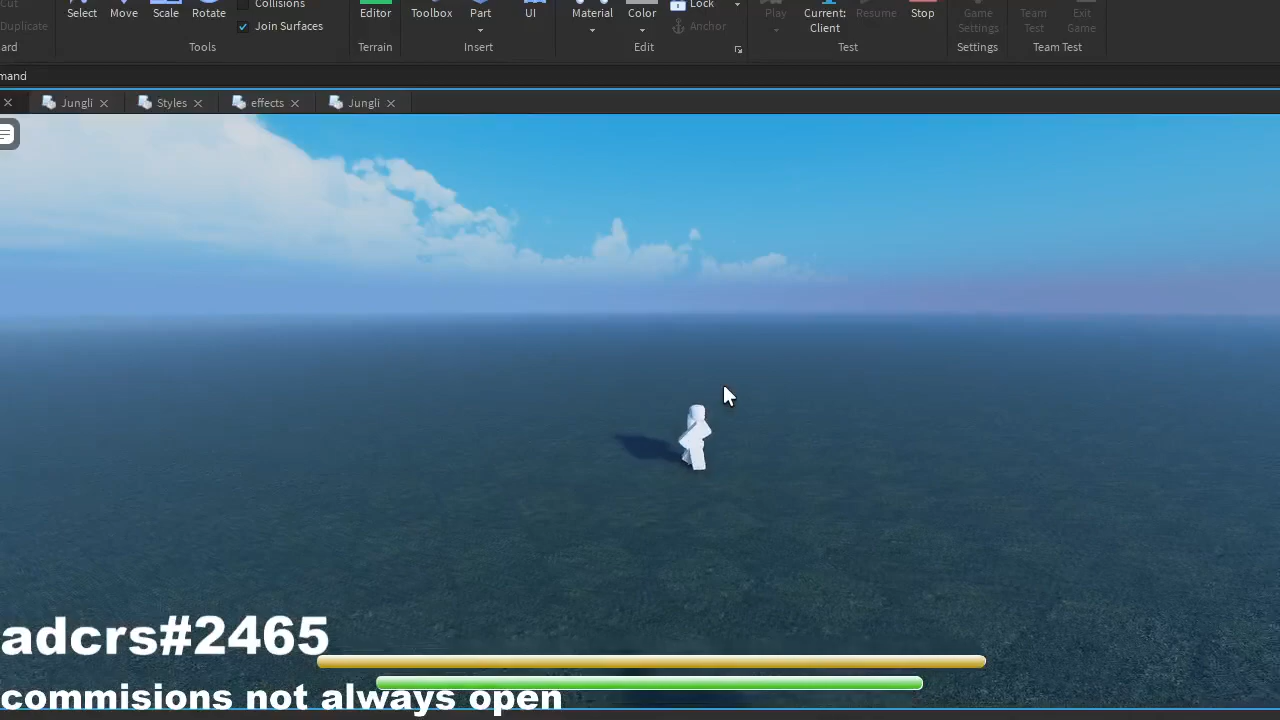 Cut
Collisions
Lock
Select Move Scale Rotate
Editor
Toolbox Part UI
Material Color
Play Current: Resume Stop
Client
Game Team Exit
Settings Test Game
Duplicate
Join Surfaces
Anchor
ard Tools Terrain Insert Edit Test Settings Team Test
mand
Jungli Styles effects Jungli
adcrs#2465
commisions not always open